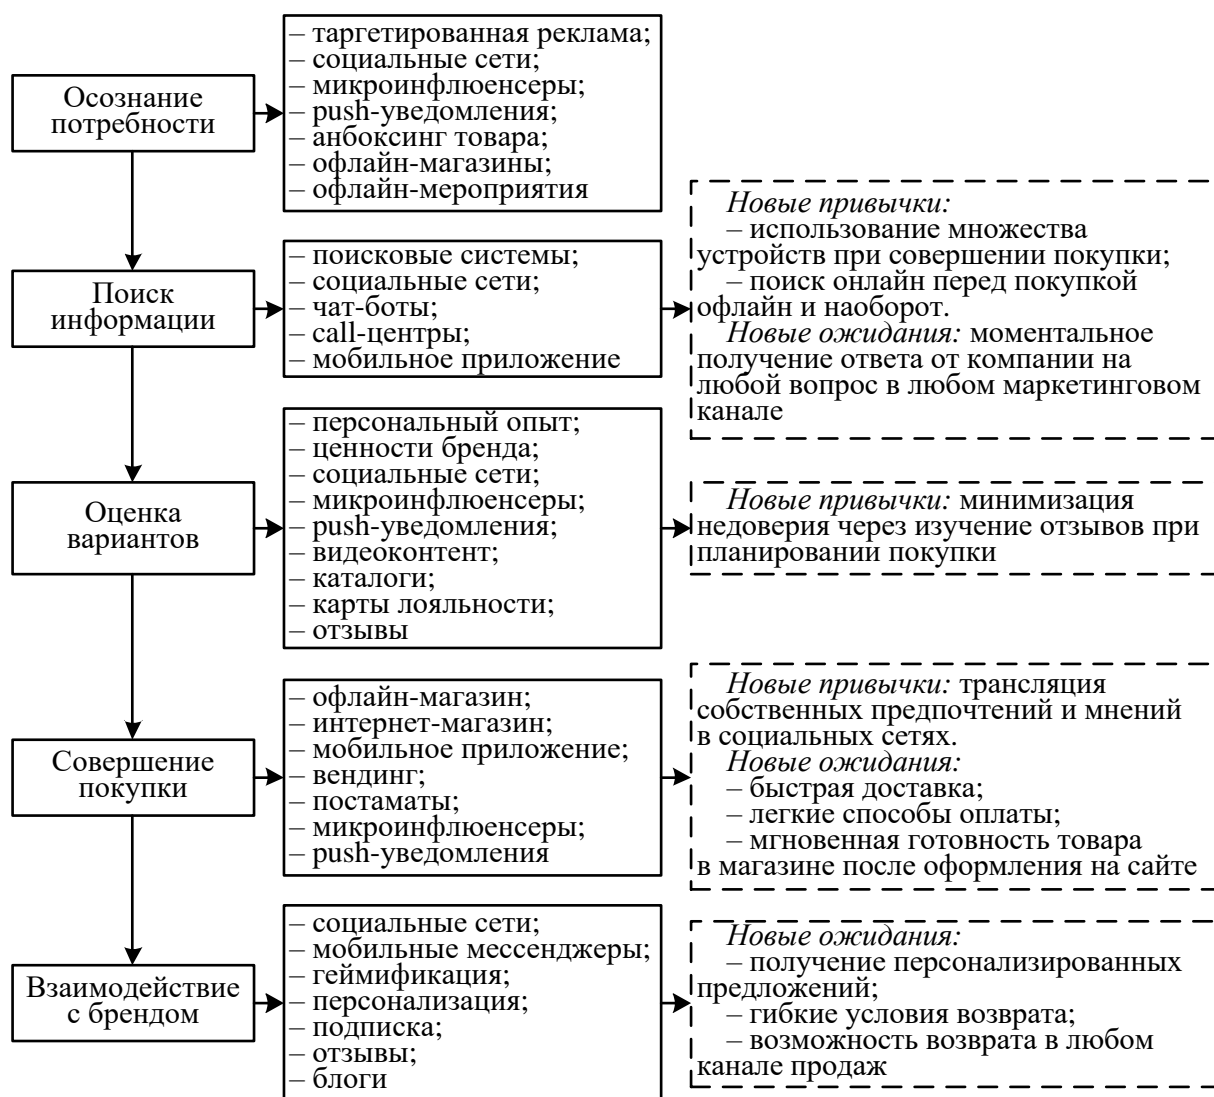 Осознание
потребности
– таргетированная реклама;
– социальные сети;
– микроинфлюенсеры;
– push-уведомления;
– анбоксинг товара;
– офлайн-магазины;
– офлайн-мероприятия
Поиск
информации
– поисковые системы;
– социальные сети;
– чат-боты;
– call-центры;
– мобильное приложение
Новые привычки:
– использование множества
устройств при совершении покупки;
– поиск онлайн перед покупкой
офлайн и наоборот.
Новые ожидания: моментальное
получение ответа от компании на
любой вопрос в любом маркетинговом
канале
Оценка
вариантов
– персональный опыт;
– ценности бренда;
– социальные сети;
– микроинфлюенсеры;
– push-уведомления;
– видеоконтент;
– каталоги;
– карты лояльности;
– отзывы
Новые привычки: минимизация
недоверия через изучение отзывов при
планировании покупки
Совершение
покупки
– офлайн-магазин;
– интернет-магазин;
– мобильное приложение;
– вендинг;
– постаматы;
– микроинфлюенсеры;
– push-уведомления
Новые привычки: трансляция
собственных предпочтений и мнений
в социальных сетях.
Новые ожидания:
– быстрая доставка;
– легкие способы оплаты;
– мгновенная готовность товара
в магазине после оформления на сайте
Взаимодействие
с брендом
– социальные сети;
– мобильные мессенджеры;
– геймификация;
– персонализация;
– подписка;
– отзывы;
– блоги
Новые ожидания:
– получение персонализированных
предложений;
– гибкие условия возврата;
– возможность возврата в любом
канале продаж